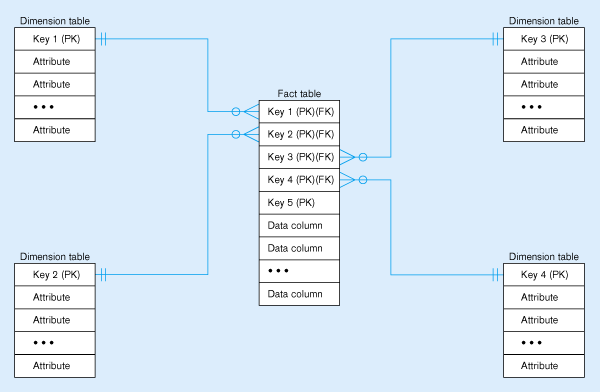 Dimension table
Key 1 (PK)
Attribute
Attribute
•••
Attribute
Dimension table
Key 3 (PK)
Attribute
Attribute
•••
Attribute
Fact table
Key 1 (PK)(FK)
Key 2 (PK)(FK)
Key 3 (PK)(FK)
Key 4 (PK)(FK)
Key 5 (PK)
Data column
Data column
•••
Data column
Dimension table
Key 2 (PK)
Attribute
Attribute
•••
Attribute
Dimension table
Key 4 (PK)
Attribute
Attribute
•••
Attribute